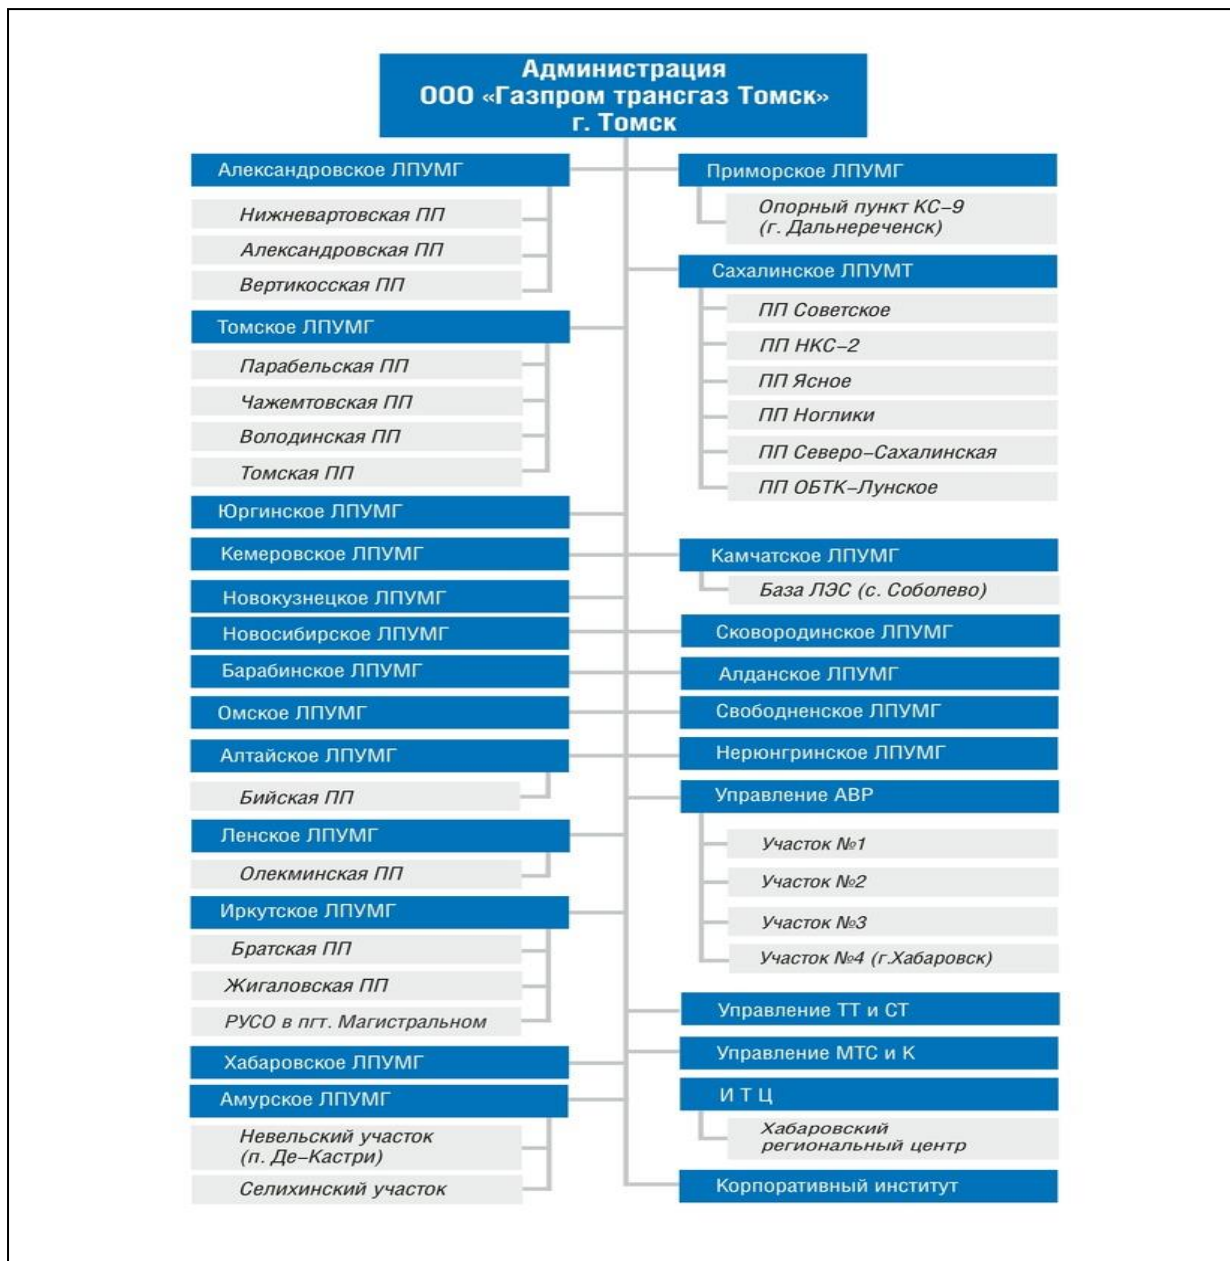 Администрация
ООО «Газпром трансгаз Томск»
г. Томск
Александровское ЛПУМГ
Нижневартовская ПП
Александровская ПП
Вертикосская ПП
Томское ЛПУМГ
Парабельская ПП
Чажемтовская ПП
Володинская ПП
Томская ПП
Юргинское ЛПУМГ
Кемеровское ЛПУМГ
Новокузнецкое ЛПУМГ
Новосибирское ЛПУМГ
Барабинское ЛПУМГ
Омское ЛПУМГ
Алтайское ЛПУМГ
Бийская ПП
Ленское ЛПУМГ
Олекминская ПП
Иркутское ЛПУМГ
Братская ПП
Жигаловская ПП
РУСО в пгт. Магистральном
Хабаровское ЛПУМГ
Амурское ЛПУМГ
Невельский участок
(п. Де–Кастри)
Селихинский участок
Приморское ЛПУМГ
Опорный пункт КС–9
(г. Дальнереченск)
Сахалинское ЛПУМТ
ПП Советское
ПП НКС–2
ПП Ясное
ПП Ноглики
ПП Северо–Сахалинская
ПП ОБТК–Лунское
Камчатское ЛПУМГ
База ЛЭС (с. Соболево)
Сковородинское ЛПУМГ
Алданское ЛПУМГ
Свободненское ЛПУМГ
Нерюнгринское ЛПУМГ
Управление АВР
Участок №1
Участок №2
Участок №3
Участок №4 (г.Хабаровск)
Управление ТТ и СТ
Управление МТС и К
И Т Ц
Хабаровский
региональный центр
Корпоративный институт